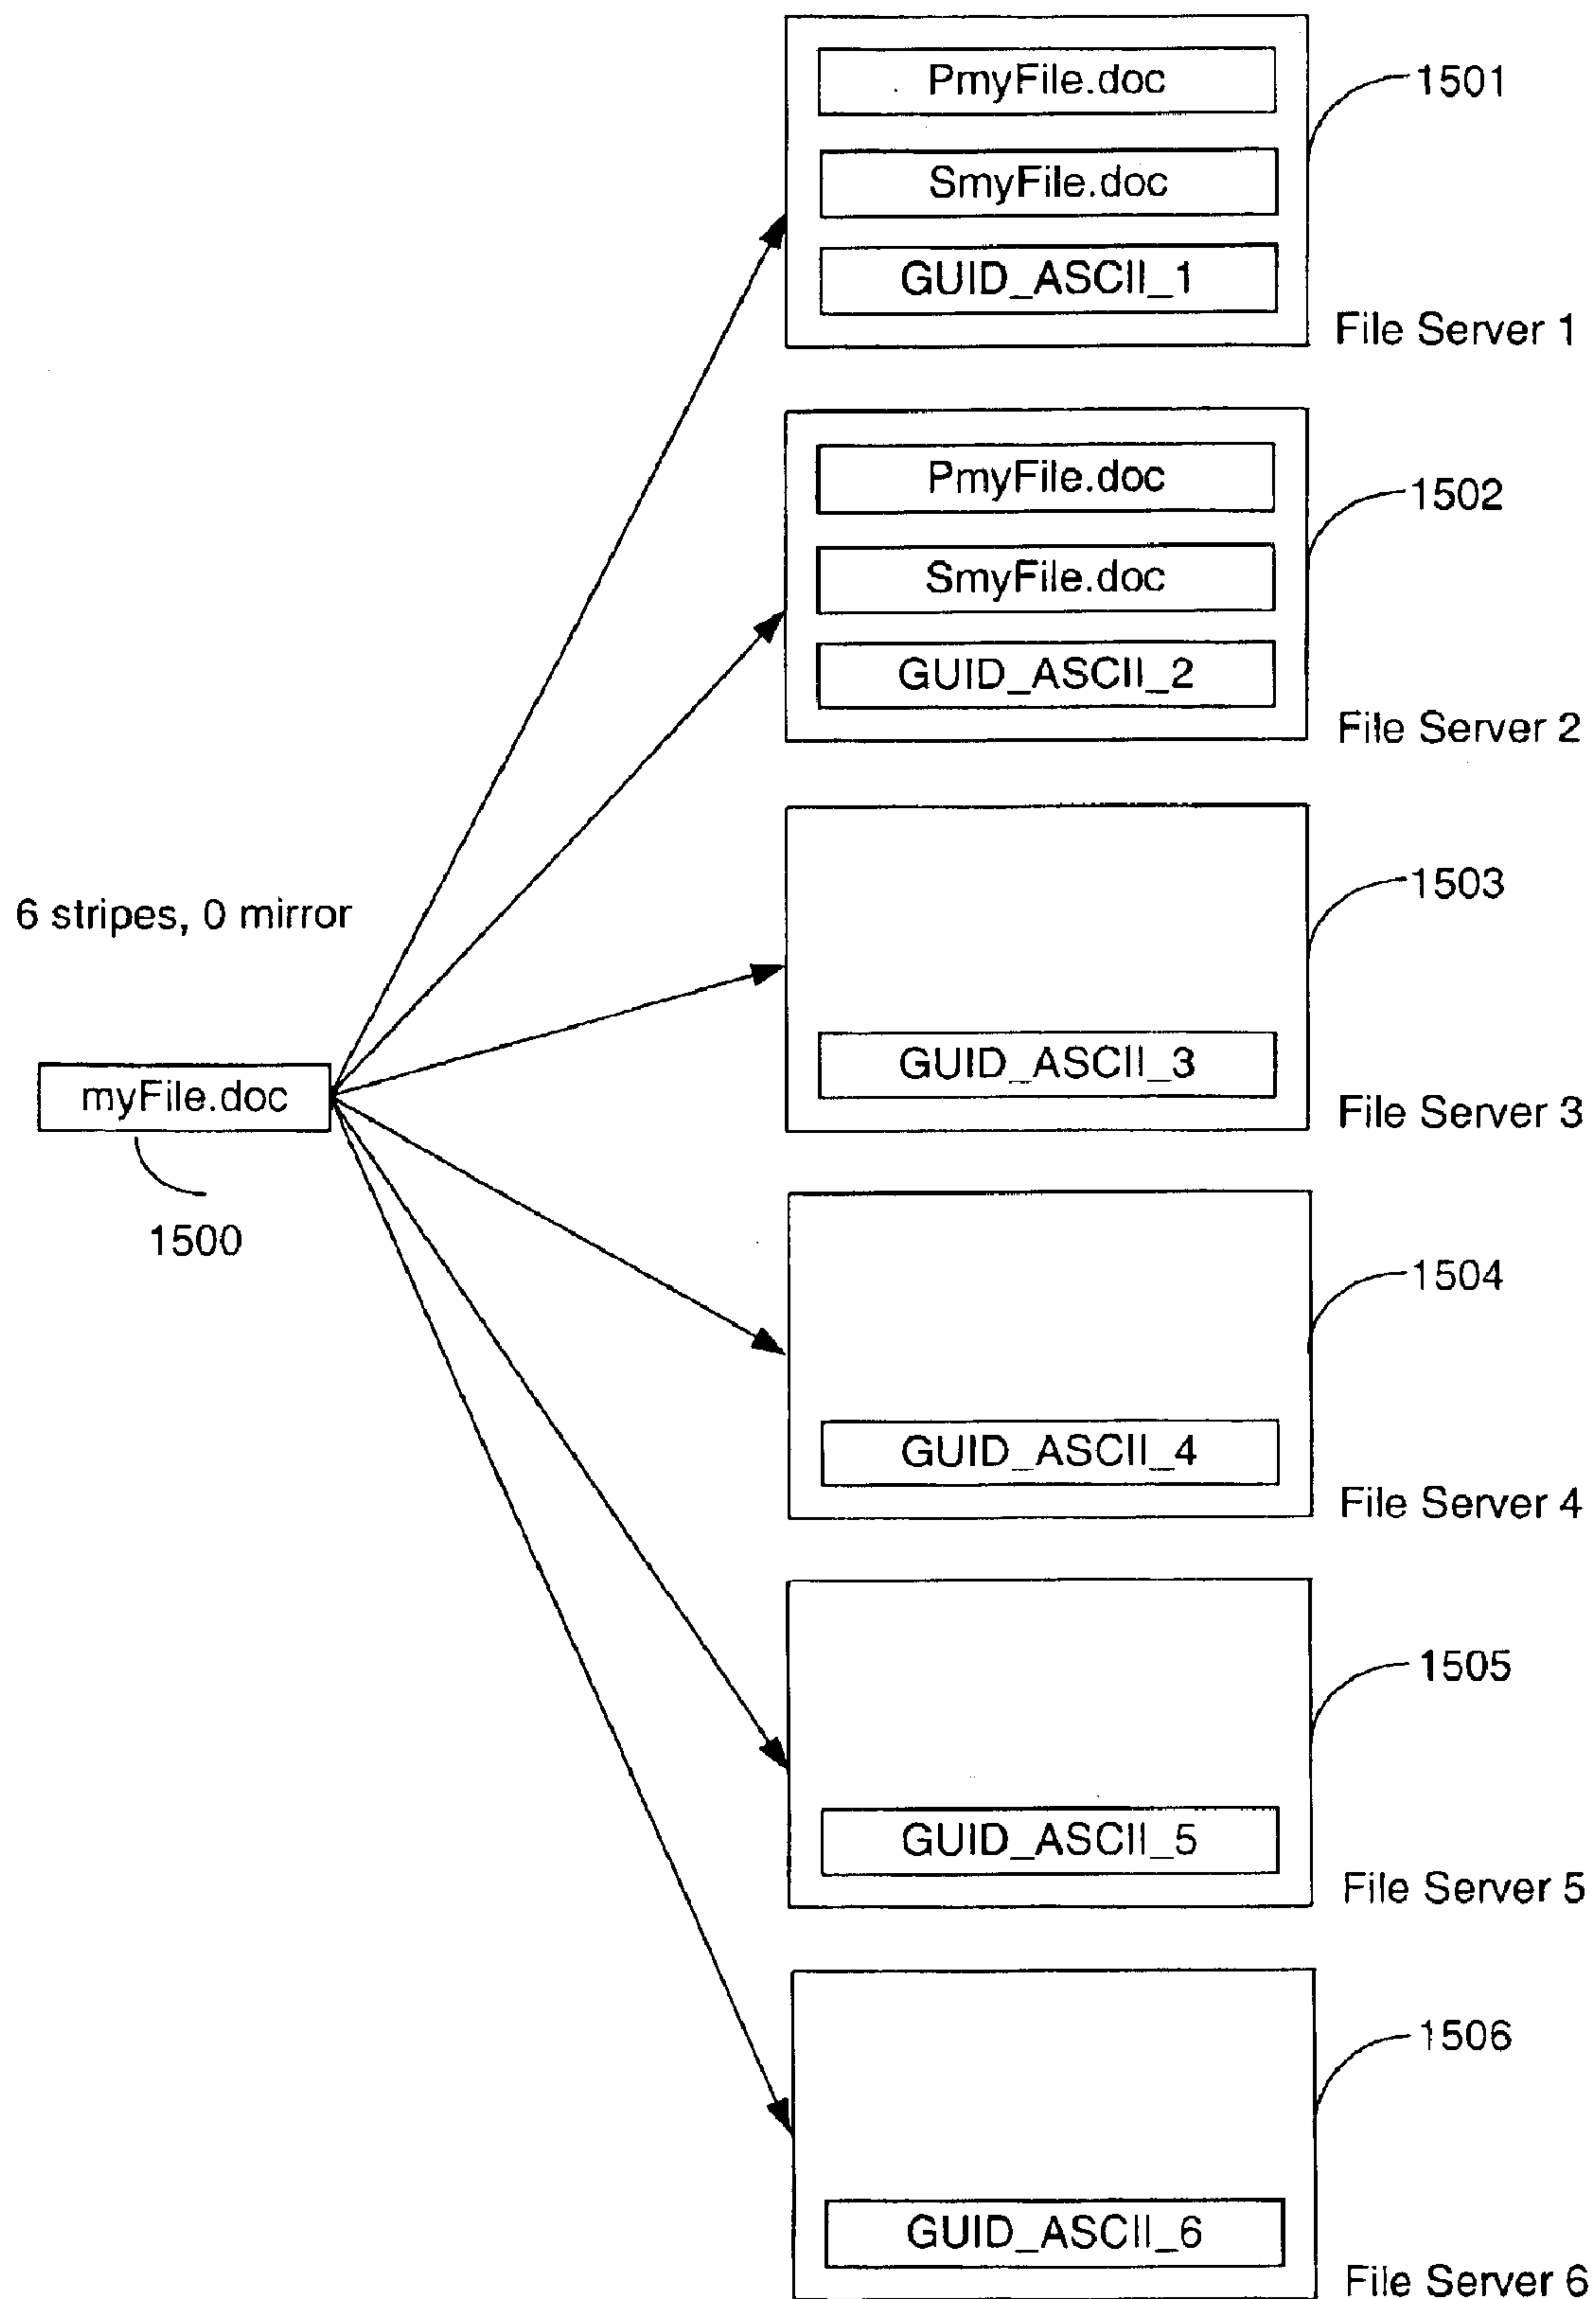 PmyFile.doc
1501
SmyFile.doc
GUID_ASCII_1
File Server 1
PmyFile.doc
1502
SmyFile.doc
GUID_ASCII_2
File Server 2
6 stripes, 0 mirror
1503
GUID_ASCII_3
myFile.doc
File Server 3
1500
1504
GUID_ASCII_4
File Server 4
1505
GUID_ASCII_5
File Server 5
1506
GUID_ASCII_6
File Server 6